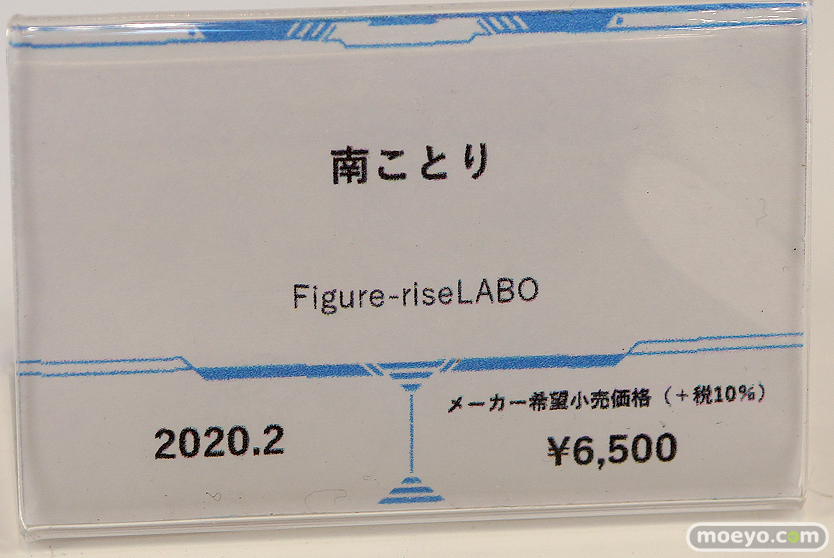 南ことり
Figure-riseLABO
2020.2
メーカー希望小売価格（＋税10%）
¥6,500
moeyo.com